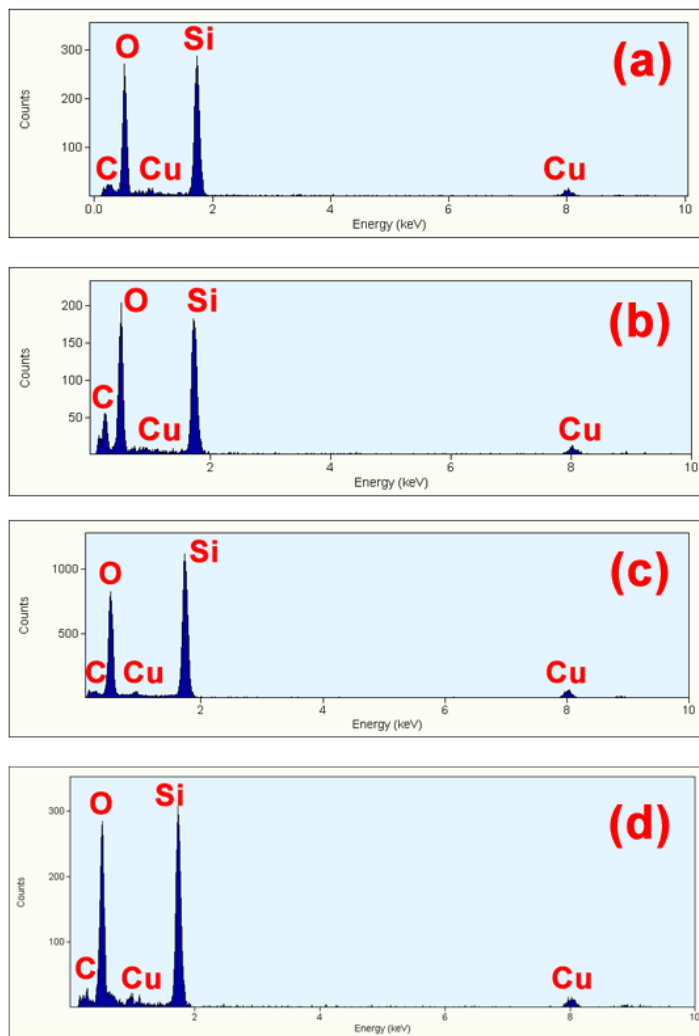 (a)
O
Si
C
Cu
Cu
Counts
300
200
100
0.0 2 4 6 8 10
Energy (keV)
(b)
O
Si
C
Cu
Cu
Counts
200
150
100
50
2 4 6 8 10
Energy (keV)
(c)
O
Si
C
Cu
Cu
Counts
1000
500
2 4 6 8 10
Energy (keV)
(d)
O
Si
C
Cu
Cu
Counts
300
200
100
2 4 6 8 10
Energy (keV)